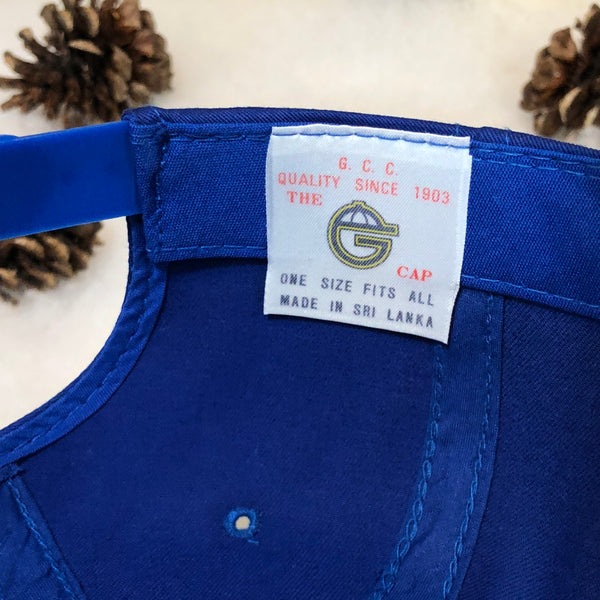 G. C. C.
QUALITY SINCE 1903
THE
G
CAP
ONE SIZE FITS ALL
MADE IN SRI LANKA